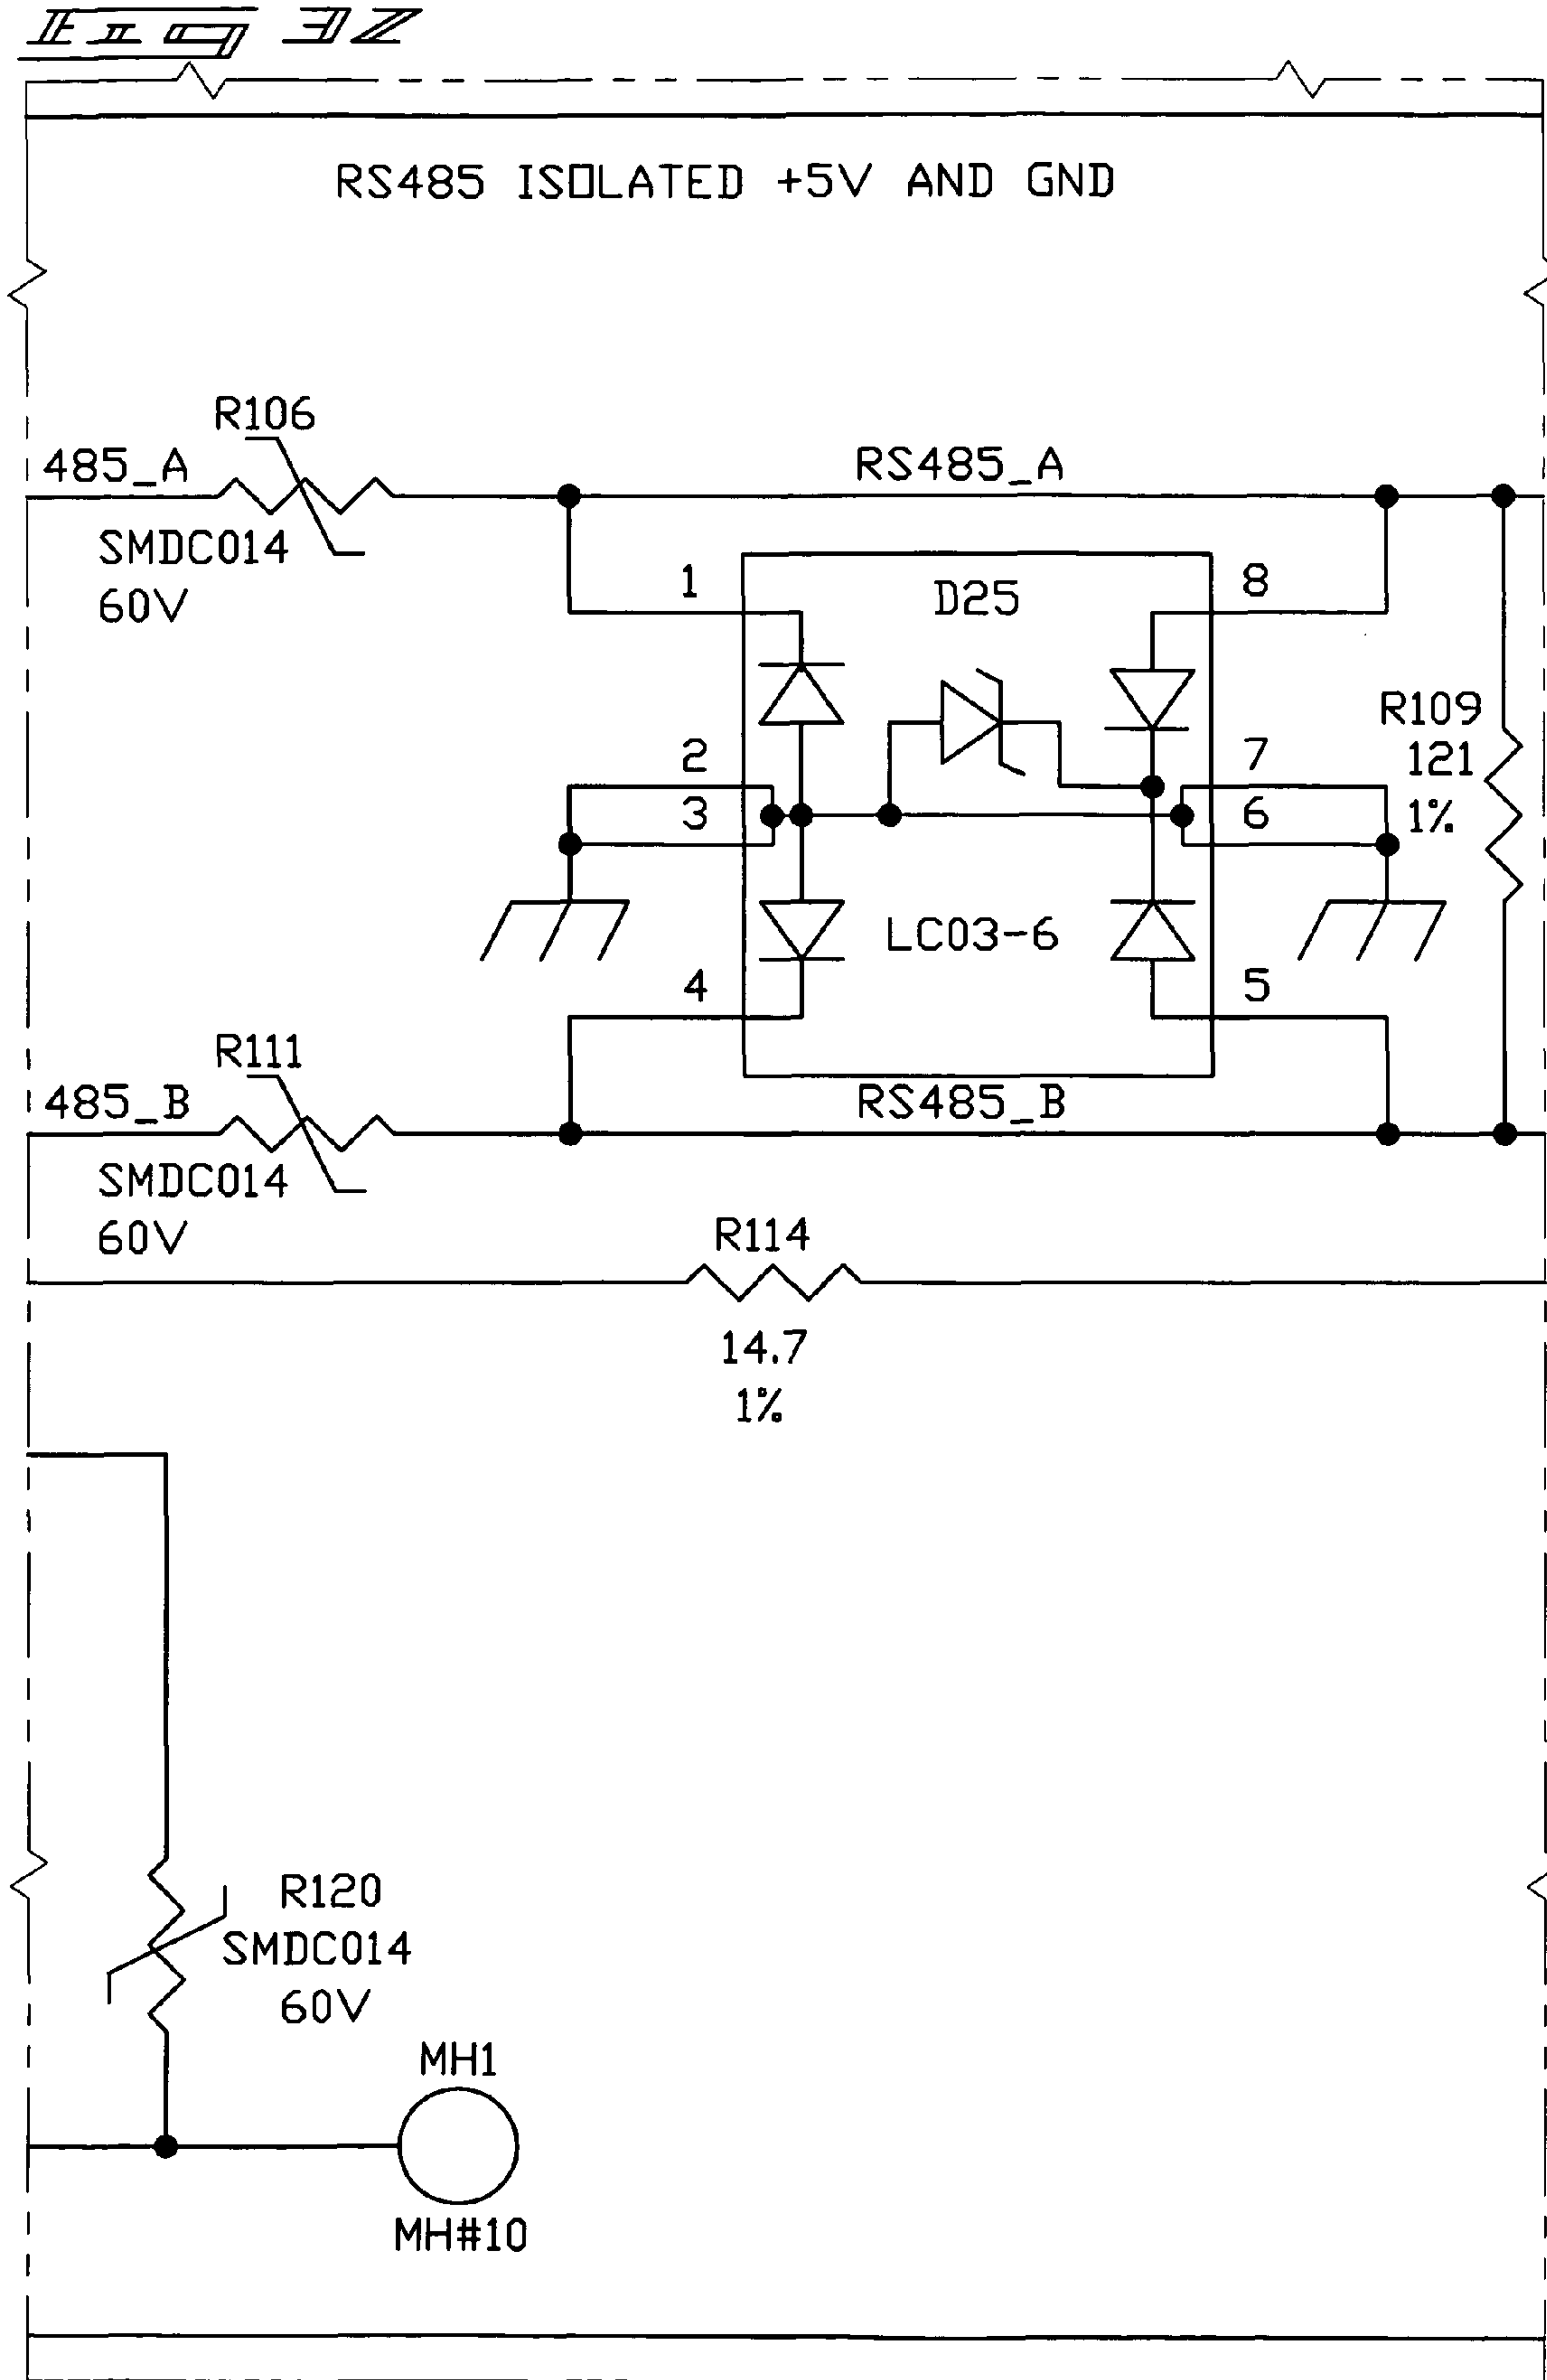 Fig 3Z
RS485 ISOLATED +5V AND GND
R106
485_A
SMDC014
60V
RS485_A
1
D25
8
2
7
3
6
R109
121
1%
LC03-6
4
5
R111
485_B
SMDC014
60V
RS485_B
R114
14.7
1%
R120
SMDC014
60V
MH1
MH#10